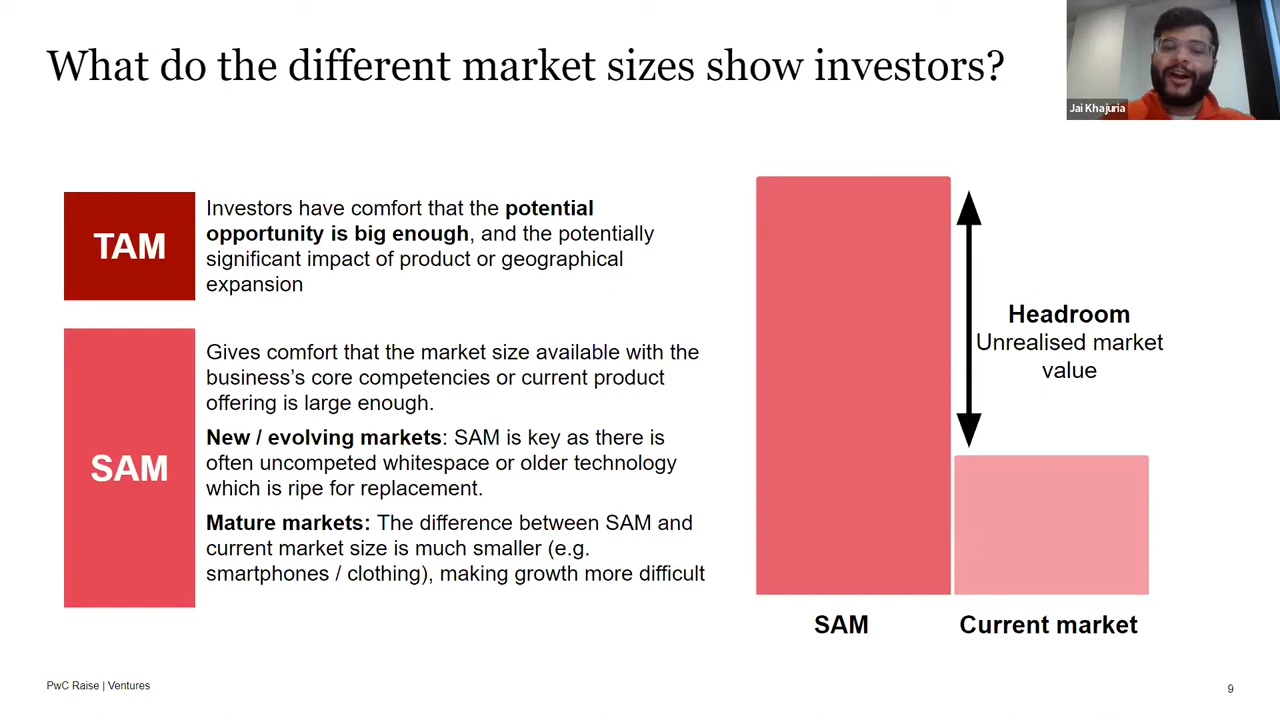 What do the different market sizes show investors?
Jai Khajuria
TAM
Investors have comfort that the potential
opportunity is big enough, and the potentially
significant impact of product or geographical
expansion
SAM
Gives comfort that the market size available with the
business’s core competencies or current product
offering is large enough.
New / evolving markets: SAM is key as there is
often uncompeted whitespace or older technology
which is ripe for replacement.
Mature markets: The difference between SAM and
current market size is much smaller (e.g.
smartphones / clothing), making growth more difficult
Headroom
Unrealised market
value
SAM
Current market
PwC Raise | Ventures
9